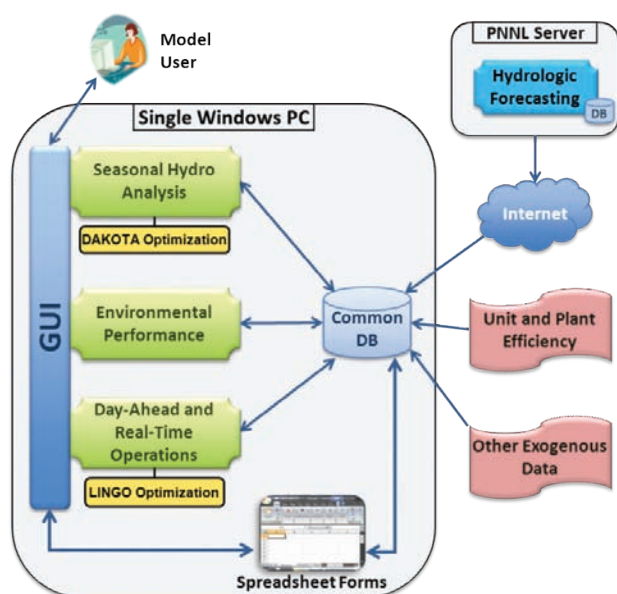 Model
User
PNNL Server
Hydrologic
Forecasting
DB
Single Windows PC
Seasonal Hydro
Analysis
DAKOTA Optimization
Internet
GUI
Environmental
Performance
Common
DB
Unit and Plant
Efficiency
Day-Ahead and
Real-Time
Operations
LINGO Optimization
Other Exogenous
Data
Spreadsheet Forms